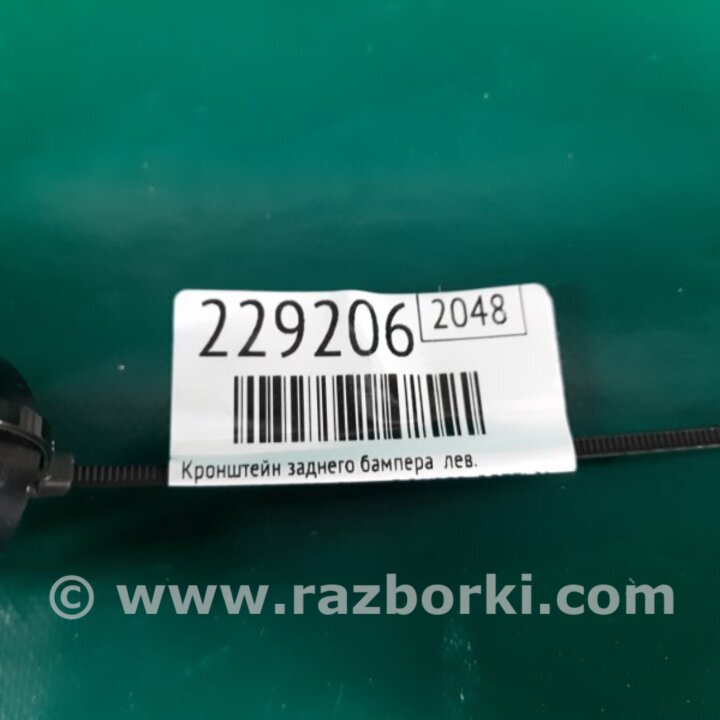 229206 2048
Кронштейн заднего бампера лев.
© www.razborki.com